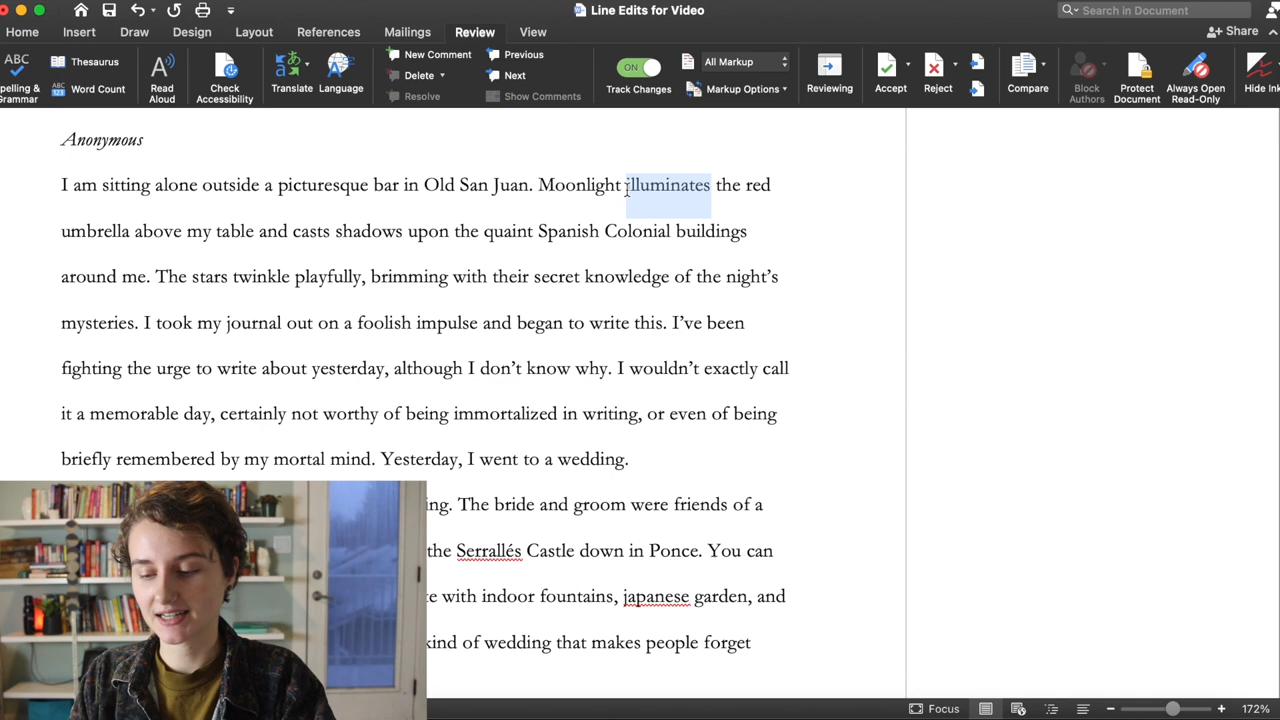 Line Edits for Video
Search in Document
Home Insert Draw Design Layout References Mailings Review View
Share
ABC
Thesaurus
ABC 123 Word Count
Spelling & Grammar
Read Aloud
Check Accessibility
Translate
Language
New Comment
Delete
Resolve
Previous
Next
Show Comments
ON
Track Changes
All Markup
Markup Options
Reviewing
Accept
Reject
Compare
Block Authors
Protect Document
Always Open Read-Only
Hide Ink
Anonymous
I am sitting alone outside a picturesque bar in Old San Juan. Moonlight illuminates the red
umbrella above my table and casts shadows upon the quaint Spanish Colonial buildings
around me. The stars twinkle playfully, brimming with their secret knowledge of the night’s
mysteries. I took my journal out on a foolish impulse and began to write this. I’ve been
fighting the urge to write about yesterday, although I don’t know why. I wouldn’t exactly call
it a memorable day, certainly not worthy of being immortalized in writing, or even of being
briefly remembered by my mortal mind. Yesterday, I went to a wedding.
ing. The bride and groom were friends of a
the Serrallés Castle down in Ponce. You can
te with indoor fountains, japanese garden, and
kind of wedding that makes people forget
Focus
172%